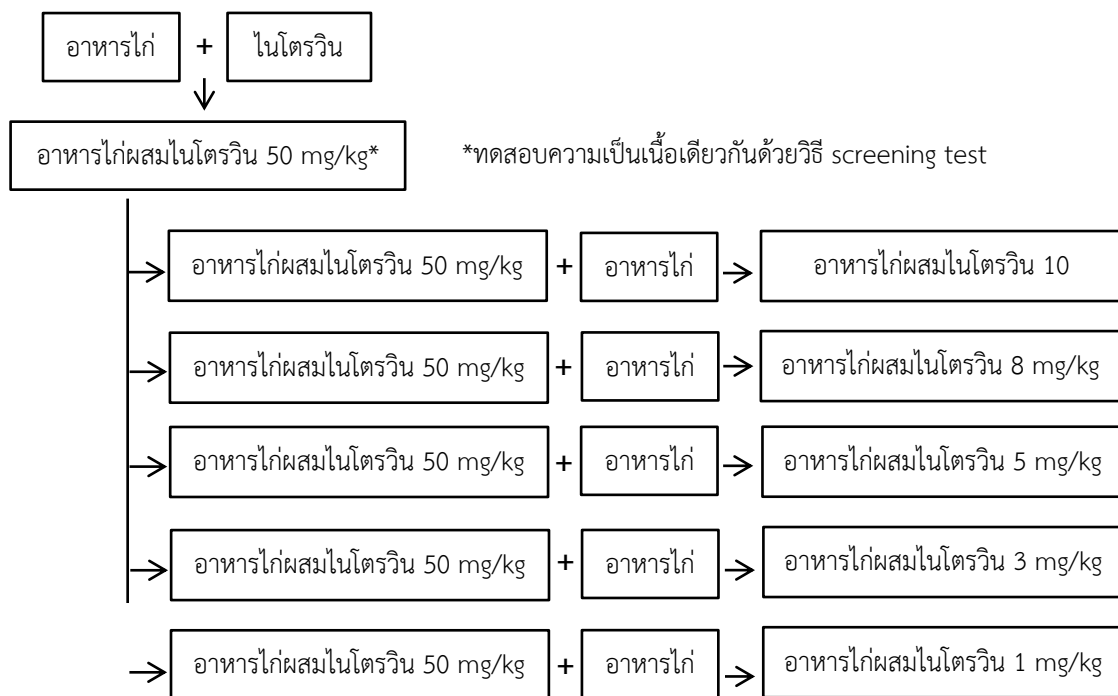 อาหารไก่ + ไนโตรวิน
อาหารไก่ผสมไนโตรวิน 50 mg/kg* *ทดสอบความเป็นเนื้อเดียวกันด้วยวิธี screening test
อาหารไก่ผสมไนโตรวิน 50 mg/kg + อาหารไก่ อาหารไก่ผสมไนโตรวิน 10
อาหารไก่ผสมไนโตรวิน 50 mg/kg + อาหารไก่ อาหารไก่ผสมไนโตรวิน 8 mg/kg
อาหารไก่ผสมไนโตรวิน 50 mg/kg + อาหารไก่ อาหารไก่ผสมไนโตรวิน 5 mg/kg
อาหารไก่ผสมไนโตรวิน 50 mg/kg + อาหารไก่ อาหารไก่ผสมไนโตรวิน 3 mg/kg
อาหารไก่ผสมไนโตรวิน 50 mg/kg + อาหารไก่ อาหารไก่ผสมไนโตรวิน 1 mg/kg